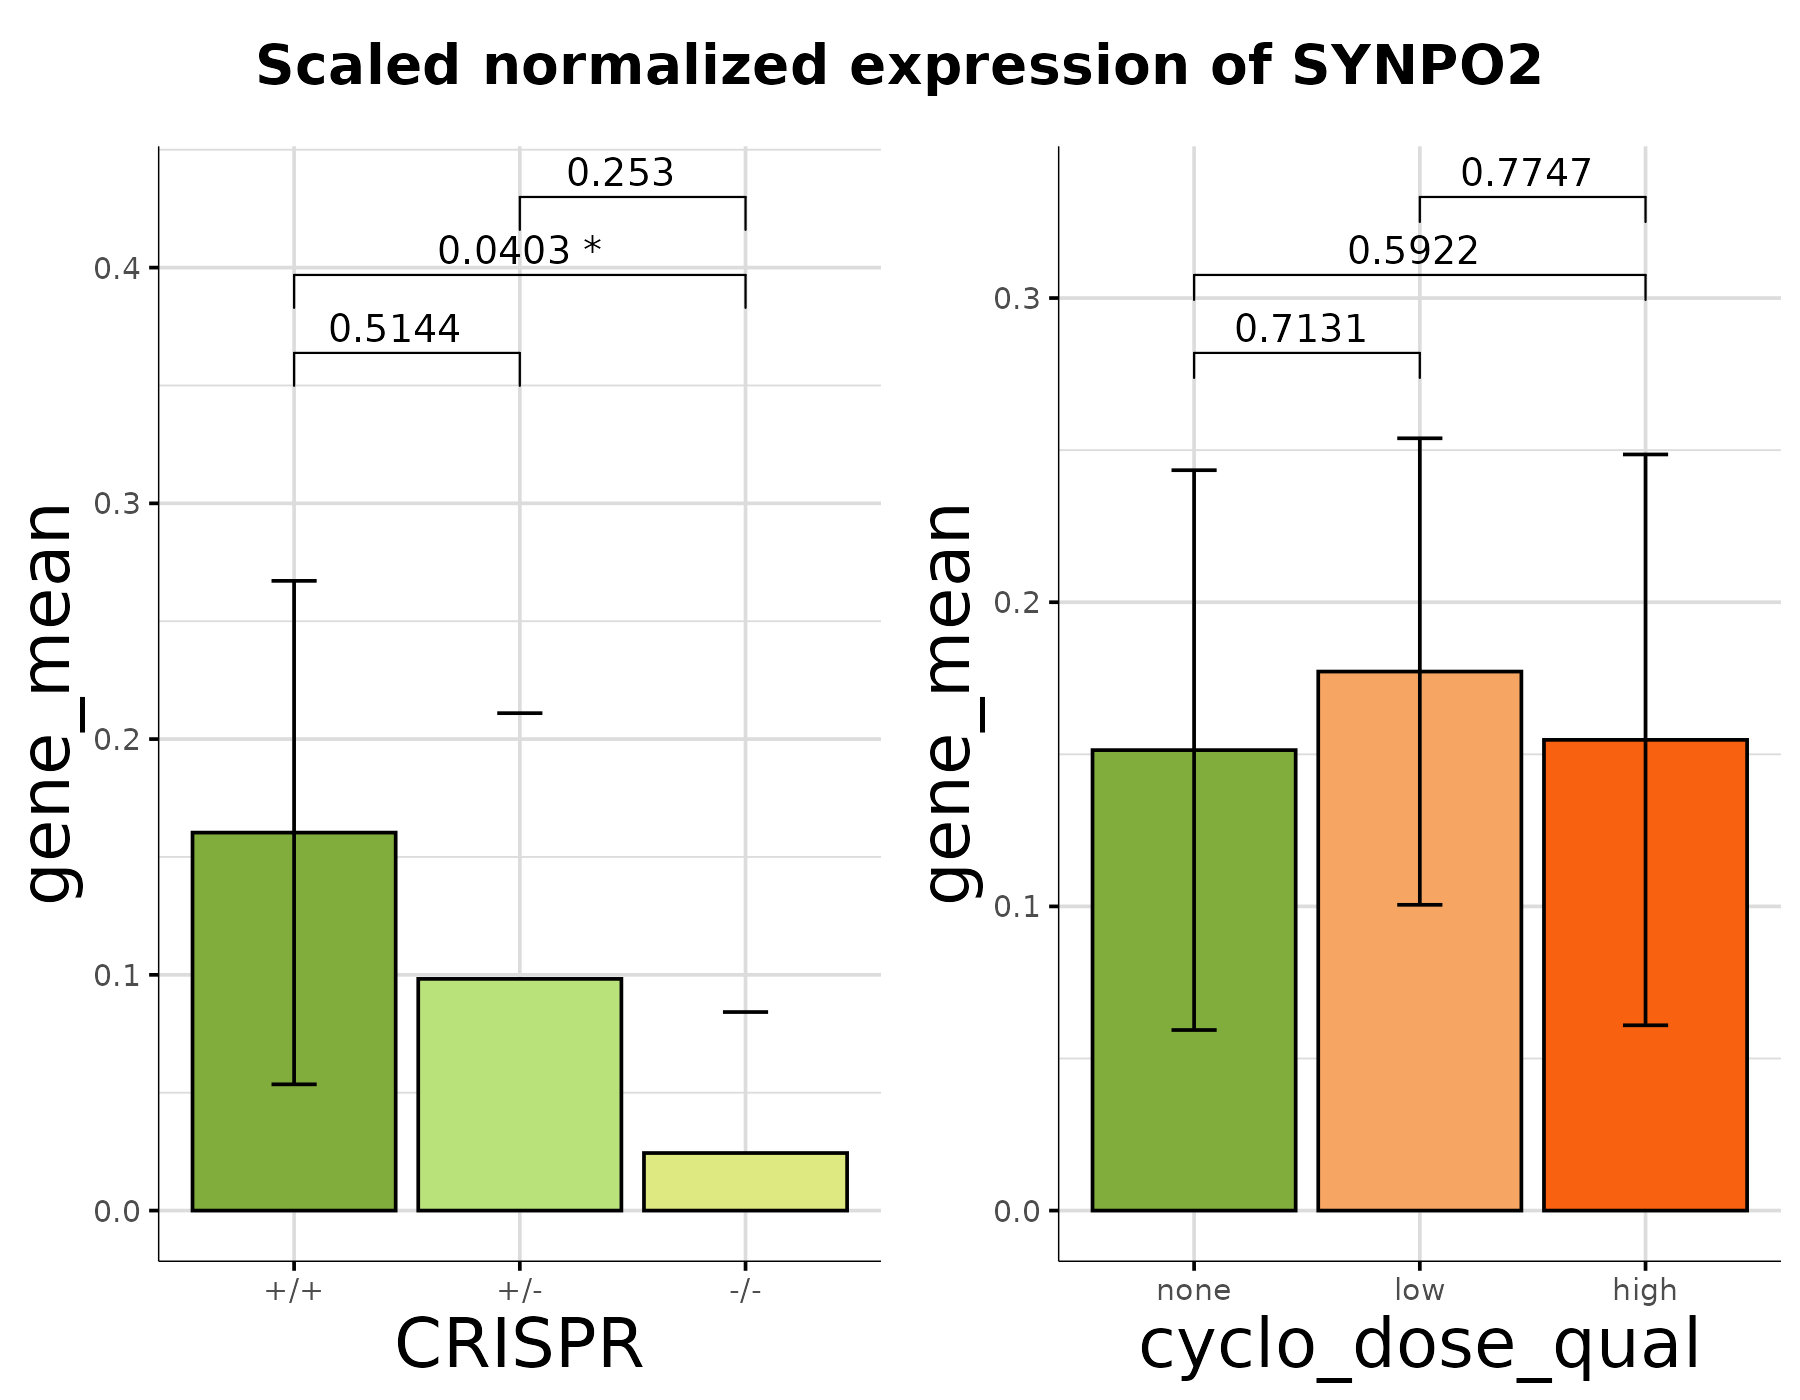 Scaled normalized expression of SYNPO2
gene_mean
0.4
0.3
0.2
0.1
0.0
0.253
0.0403 *
0.5144
+/+
+/-
-/-
CRISPR
gene_mean
0.3
0.2
0.1
0.0
0.7747
0.5922
0.7131
none
low
high
cyclo_dose_qual